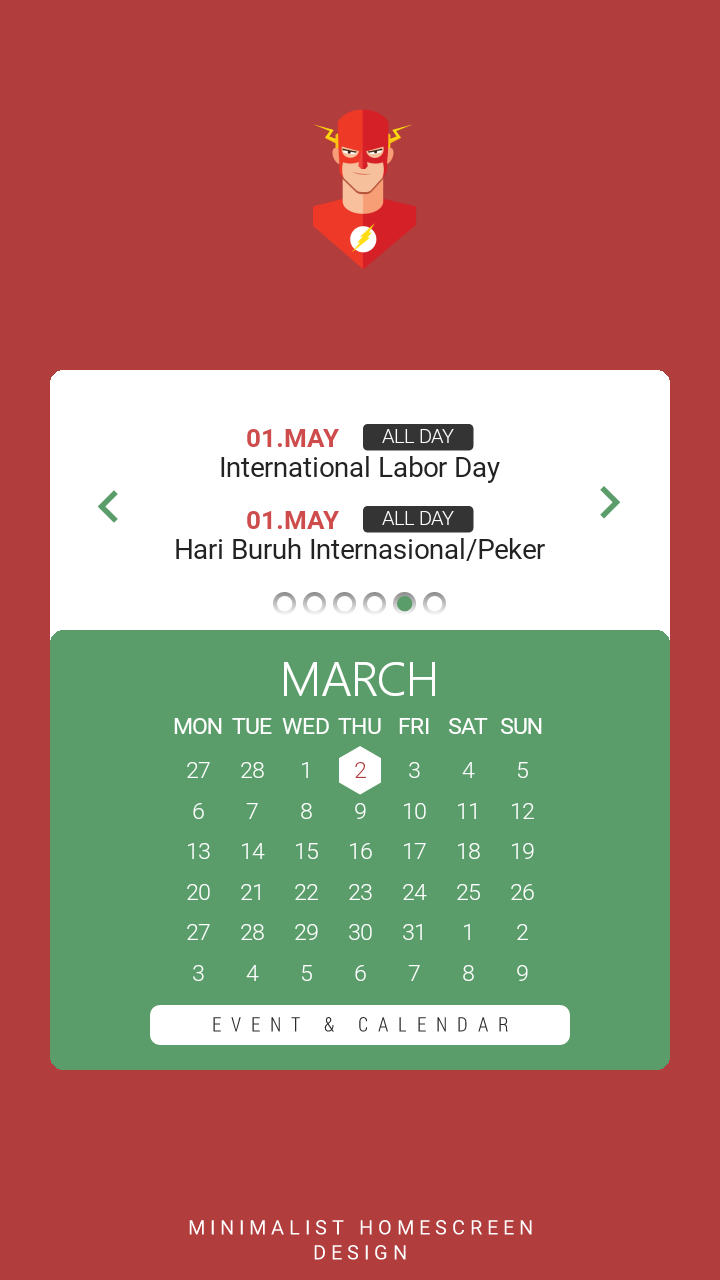 01.MAY ALL DAY
International Labor Day
01.MAY ALL DAY
Hari Buruh Internasional/Peker
MARCH
MON TUE WED THU FRI SAT SUN
27 28 1 2 3 4 5
6 7 8 9 10 11 12
13 14 15 16 17 18 19
20 21 22 23 24 25 26
27 28 29 30 31 1 2
3 4 5 6 7 8 9
EVENT & CALENDAR
MINIMALIST HOMESCREEN
DESIGN